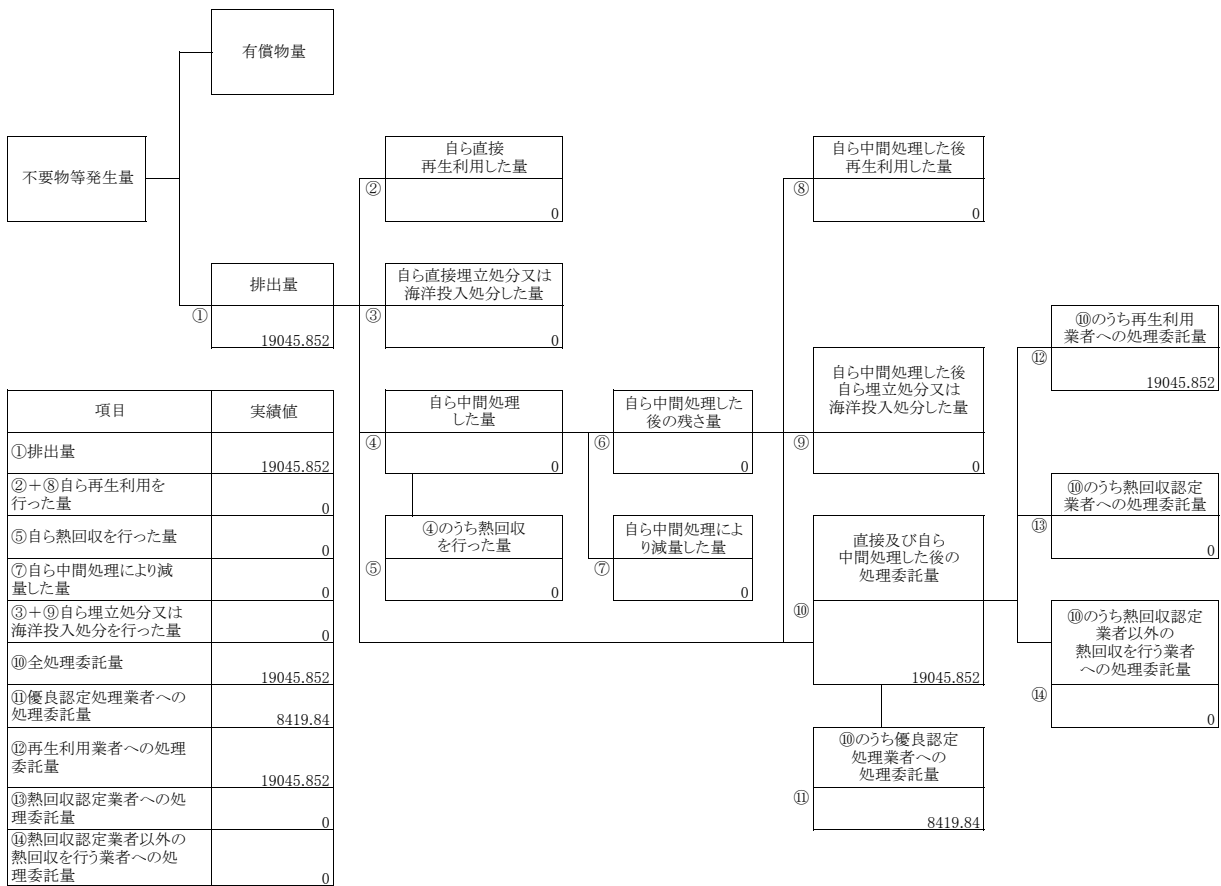 有償物量
不要物等発生量
自ら直接
再生利用した量
②
0
自ら中間処理した後
再生利用した量
⑧
0
排出量
①
19045.852
自ら直接埋立処分又は
海洋投入処分した量
③
0
⑩のうち再生利用
業者への処理委託量
⑫
19045.852
自ら中間処理
した量
④
0
自ら中間処理した
後の残さ量
⑥
0
自ら中間処理した後
自ら埋立処分又は
海洋投入処分した量
⑨
0
⑩のうち熱回収認定
業者への処理委託量
⑬
0
④のうち熱回収
を行った量
⑤
0
自ら中間処理によ
り減量した量
⑦
0
直接及び自ら
中間処理した後の
処理委託量
⑩
19045.852
⑩のうち熱回収認定
業者以外の
熱回収を行う業者
への処理委託量
⑭
0
⑩のうち優良認定
処理業者への
処理委託量
⑪
8419.84
項目 実績値
①排出量
19045.852
②+⑧自ら再生利用を
行った量
0
⑤自ら熱回収を行った量
0
⑦自ら中間処理により減
量した量
0
③+⑨自ら埋立処分又は
海洋投入処分を行った量
0
⑩全処理委託量
19045.852
⑪優良認定処理業者への
処理委託量
8419.84
⑫再生利用業者への処理
委託量
19045.852
⑬熱回収認定業者への処
理委託量
0
⑭熱回収認定業者以外の
熱回収を行う業者への処
理委託量
0